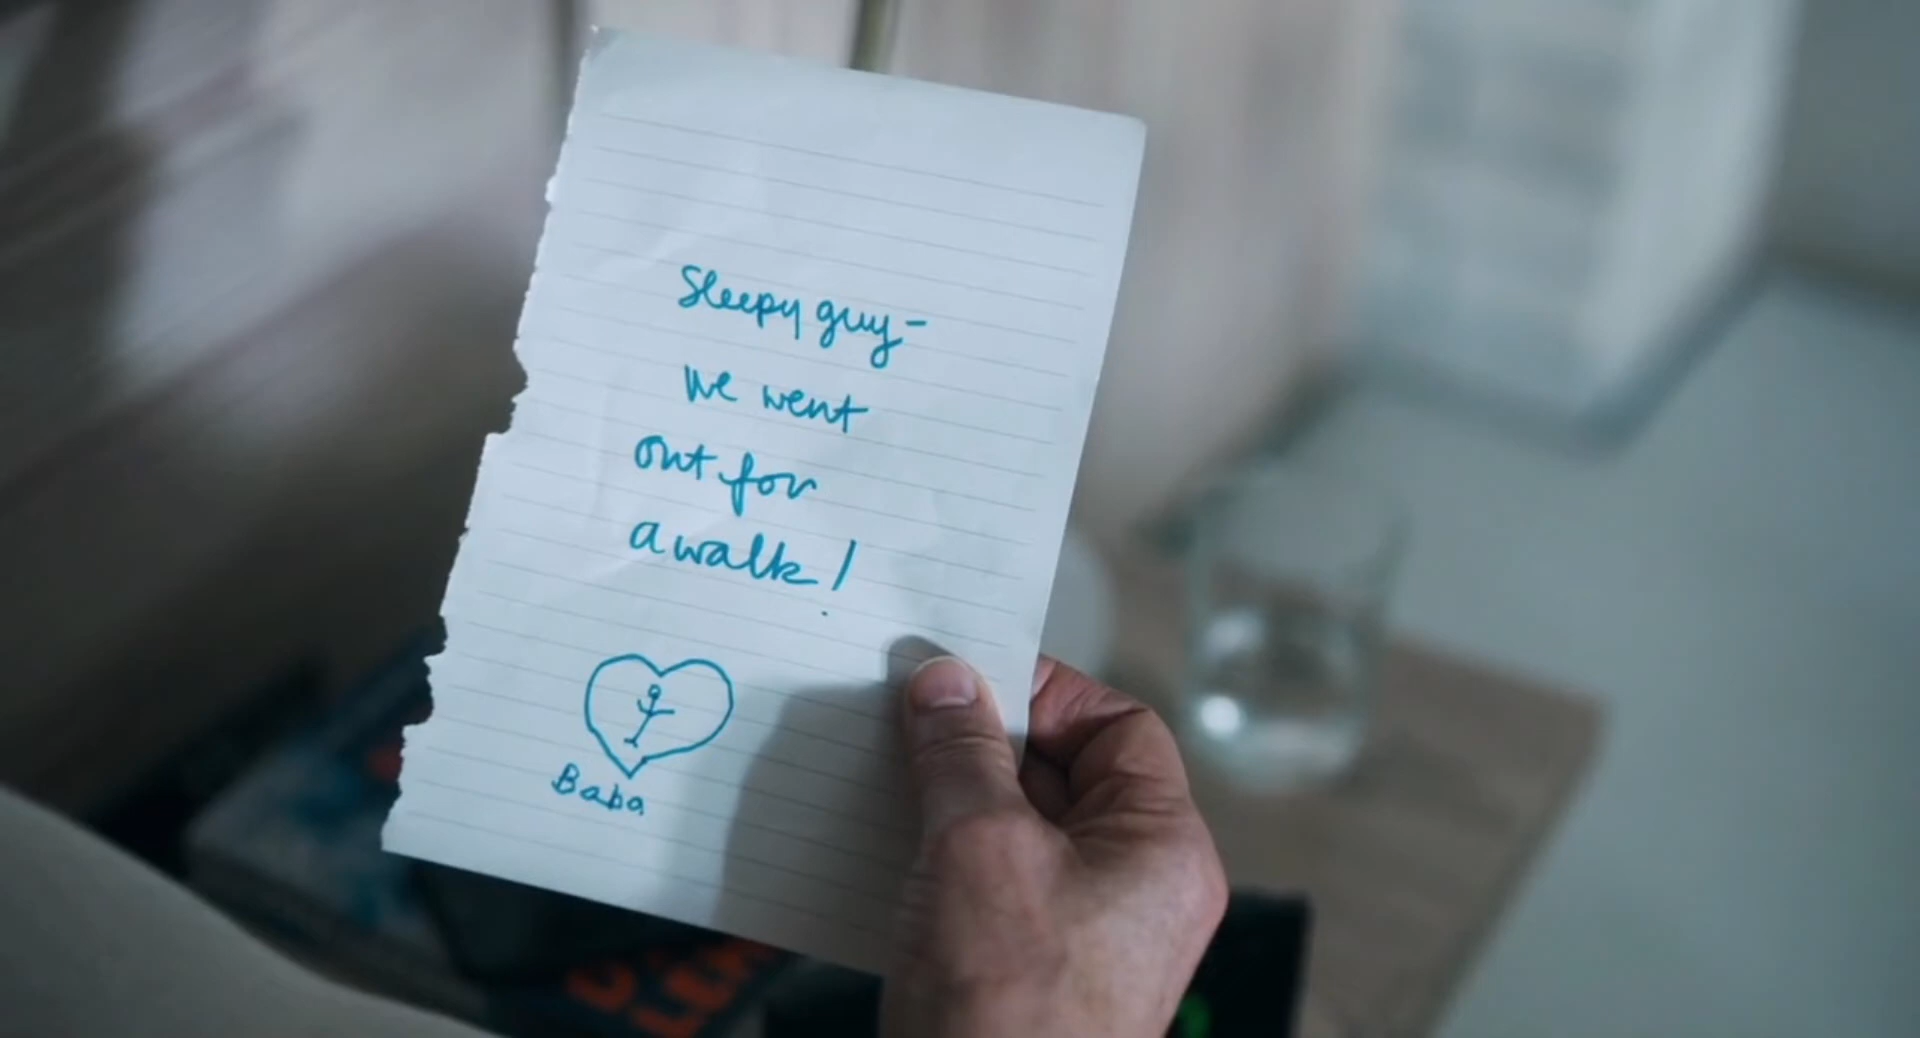 Sleepy guy-
We went
out for
a walk!
Baba